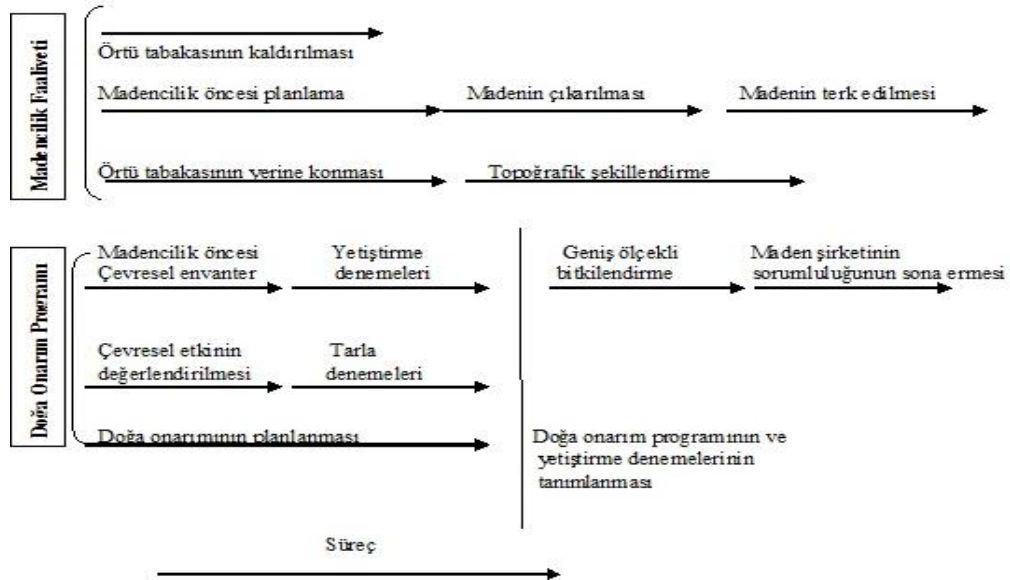 Madencilik Faaliyeti
Örtü tabakasının kaldırılması
Madencilik öncesi planlama
Madenin çıkarılması
Madenin terk edilmesi
Örtü tabakasının yerine konması
Topoğrafik şekillendirme
Doğa Onarım Programı
Madencilik öncesi
Çevresel envanter
Yetiştirme
denemeleri
Geniş ölçekli
bitkilendirme
Maden şirketinin
sorumluluğunun sona ermesi
Çevresel etkinin
değerlendirilmesi
Tarla
denemeleri
Doğa onarımının planlanması
Doğa onarım programının ve
yetiştirme denemelerinin
tanımlanması
Süreç